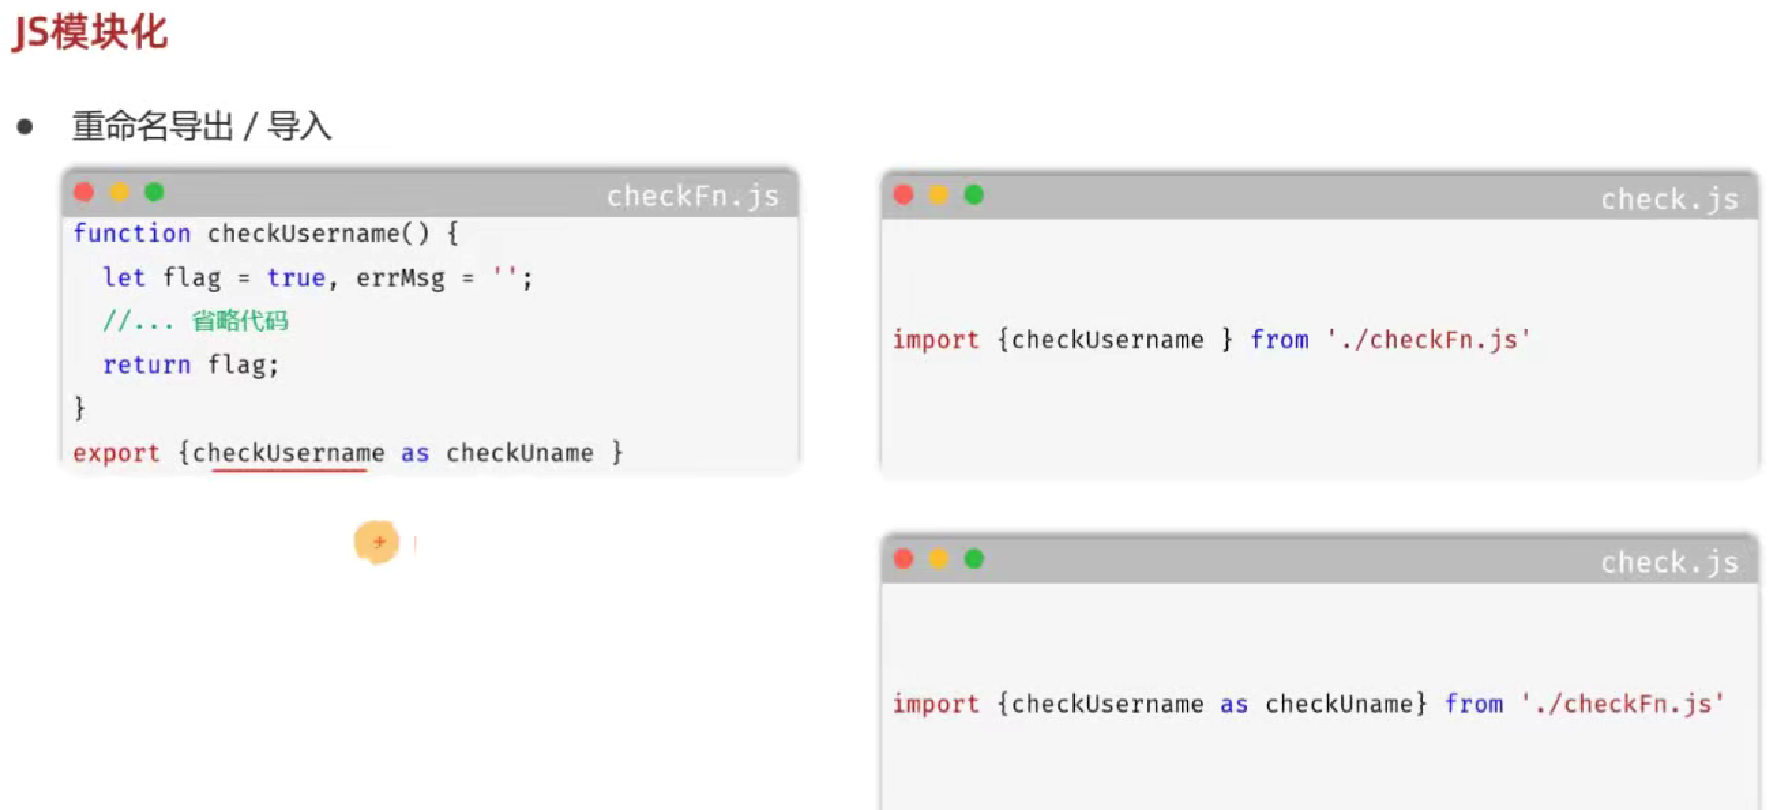 JS模块化
● 重命名导出 / 导入
checkFn.js
function checkUsername() {
  let flag = true, errMsg = '';
  //... 省略代码
  return flag;
}
export {checkUsername as checkUname }
check.js
import {checkUsername } from './checkFn.js'
check.js
import {checkUsername as checkUname} from './checkFn.js'